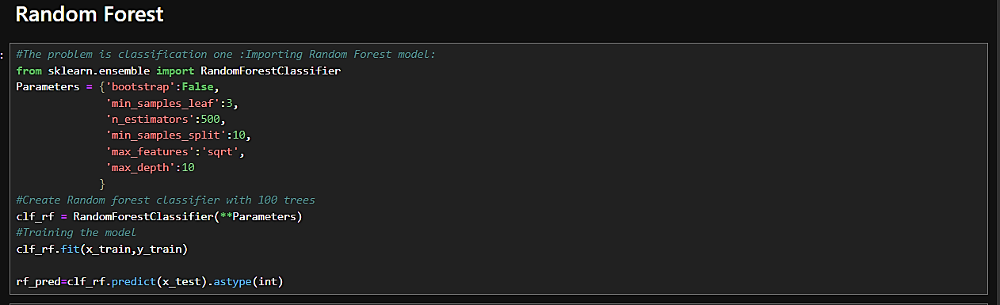 Random Forest
:
#The problem is classification one :Importing Random Forest model:
from sklearn.ensemble import RandomForestClassifier
Parameters = {'bootstrap':False,
              'min_samples_leaf':3,
              'n_estimators':500,
              'min_samples_split':10,
              'max_features':'sqrt',
              'max_depth':10
             }
#Create Random forest classifier with 100 trees
clf_rf = RandomForestClassifier(**Parameters)
#Training the model
clf_rf.fit(x_train,y_train)

rf_pred=clf_rf.predict(x_test).astype(int)